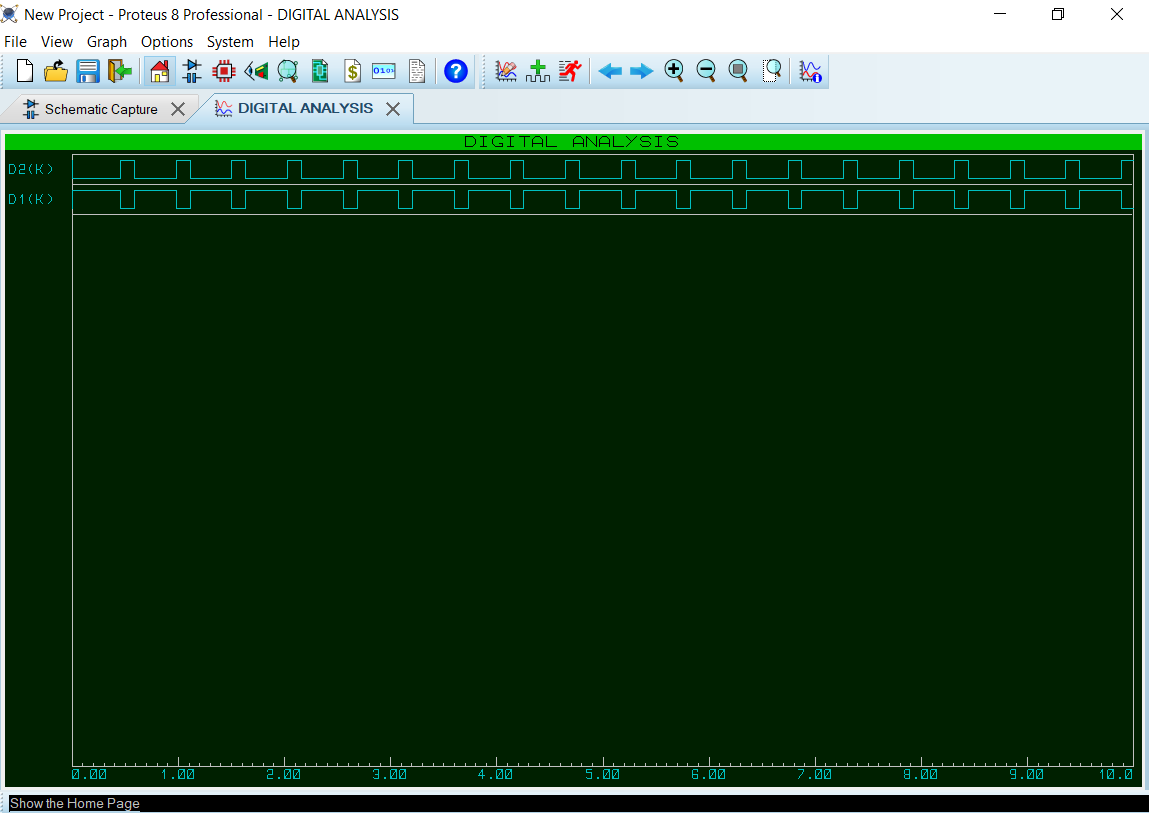 New Project - Proteus 8 Professional - DIGITAL ANALYSIS
File View Graph Options System Help
$ 0101 ?
Schematic Capture DIGITAL ANALYSIS
DIGITAL ANALYSIS
D2(K)
D1(K)
0.00 1.00 2.00 3.00 4.00 5.00 6.00 7.00 8.00 9.00 10.0
Show the Home Page